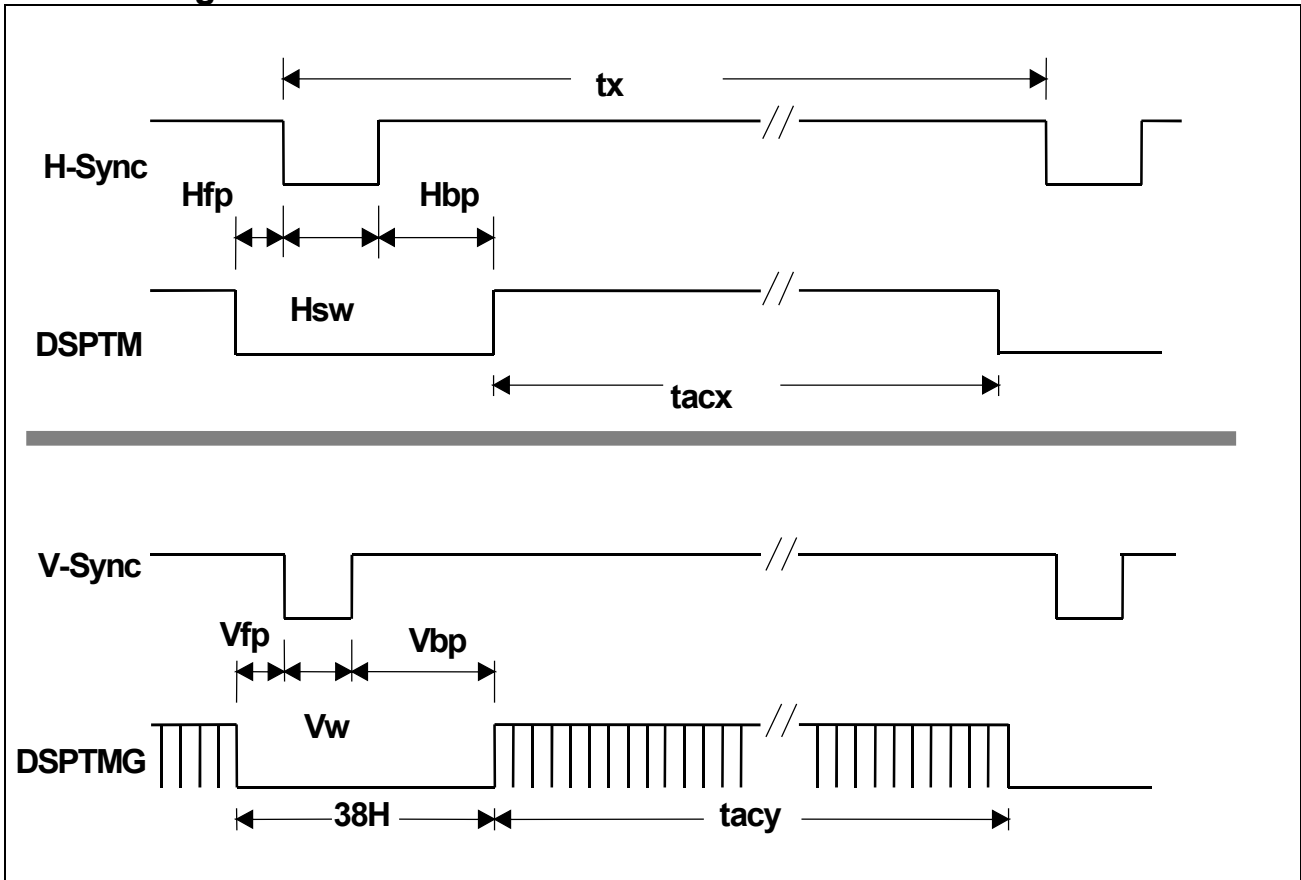 tx
H-Sync
Hfp Hbp
Hsw
DSPTM
tacx
V-Sync
Vfp Vbp
Vw
DSPTMG
38H tacy